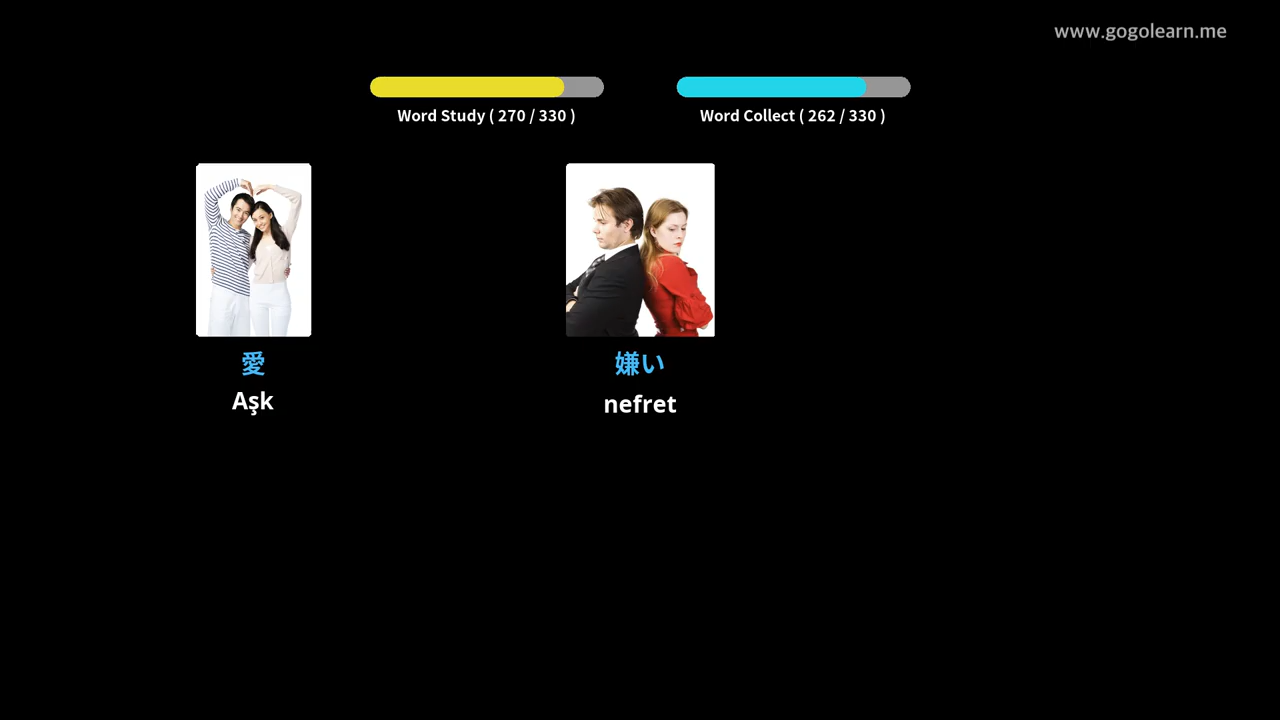 www.gogolearn.me
Word Study ( 270 / 330 )
Word Collect ( 262 / 330 )
愛
Aşk
嫌い
nefret